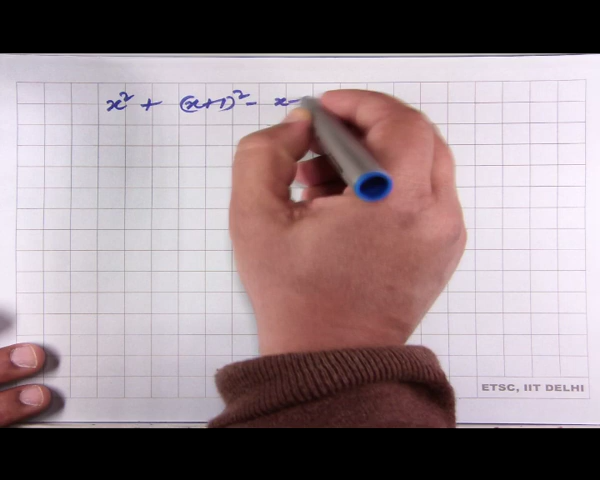 x² + (x+1)² - x -
ETSC, IIT DELHI